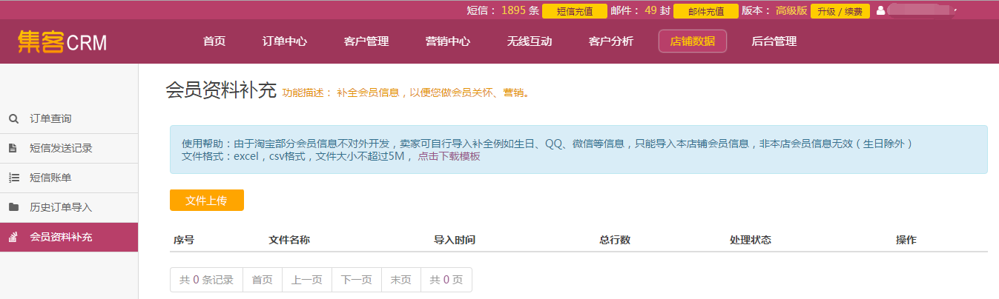 短信： 1895 条 短信充值 邮件： 49 封 邮件充值 版本： 高级版 升级 / 续费
集客CRM 首页 订单中心 客户管理 营销中心 无线互动 客户分析 店铺数据 后台管理
会员资料补充 功能描述： 补全会员信息，以便您做会员关怀、营销。
订单查询
短信发送记录
短信账单
历史订单导入
会员资料补充
使用帮助：由于淘宝部分会员信息不对外开发，卖家可自行导入补全例如生日、QQ、微信等信息，只能导入本店铺会员信息，非本店会员信息无效（生日除外）
文件格式：excel，csv格式，文件大小不超过5M， 点击下载模板
文件上传
序号 文件名称 导入时间 总行数 处理状态 操作
共 0 条记录 首页 上一页 下一页 末页 共 0 页